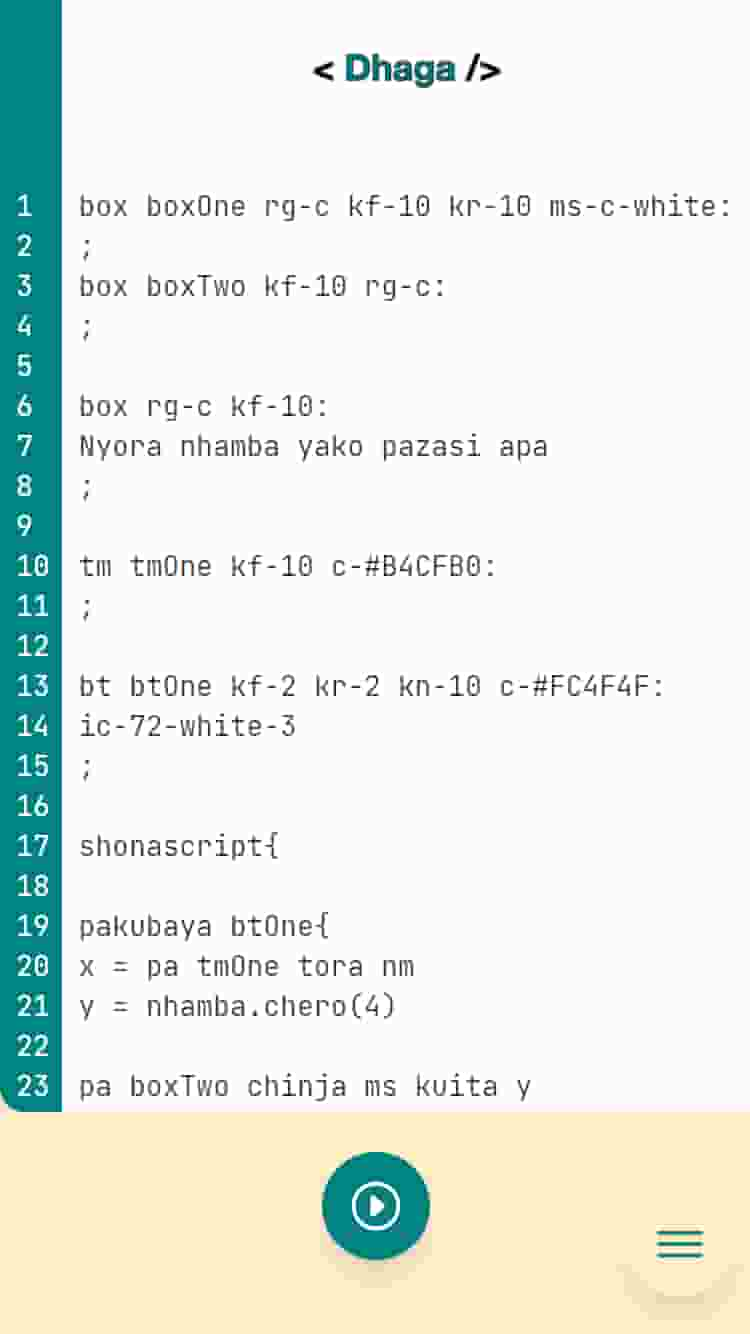 < Dhaga />
1 box boxOne rg-c kf-10 kr-10 ms-c-white:
2 ;
3 box boxTwo kf-10 rg-c:
4 ;
5
6 box rg-c kf-10:
7 Nyora nhamba yako pazasi apa
8 ;
9
10 tm tmOne kf-10 c-#B4CFB0:
11 ;
12
13 bt btOne kf-2 kr-2 kn-10 c-#FC4F4F:
14 ic-72-white-3
15 ;
16
17 shonascript{
18
19 pakubaya btOne{
20 x = pa tmOne tora nm
21 y = nhamba.chero(4)
22
23 pa boxTwo chinja ms kuita y